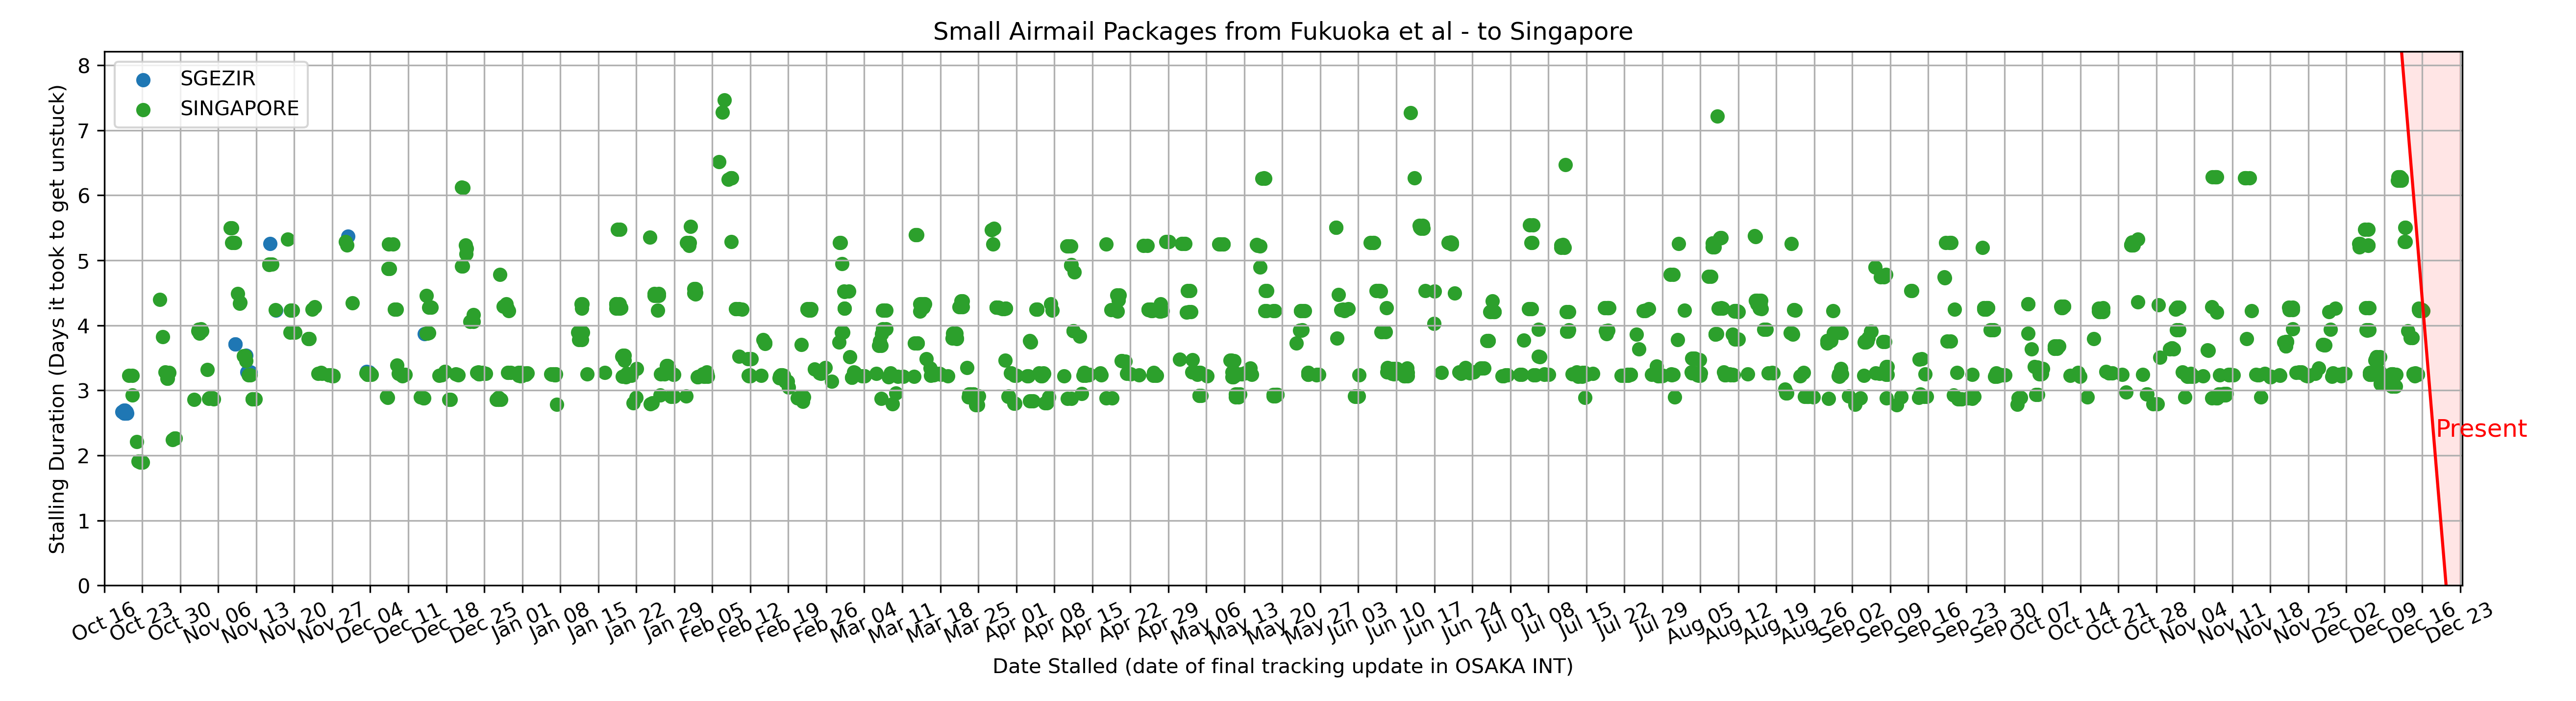 Small Airmail Packages from Fukuoka et al - to Singapore
SGEZIR
SINGAPORE
Stalling Duration (Days it took to get unstuck)
8
7
6
5
4
3
2
1
0
Present
Oct 16 Oct 23 Oct 30 Nov 06 Nov 13 Nov 20 Nov 27 Dec 04 Dec 11 Dec 18 Dec 25 Jan 01 Jan 08 Jan 15 Jan 22 Jan 29 Feb 05 Feb 12 Feb 19 Feb 26 Mar 04 Mar 11 Mar 18 Mar 25 Apr 01 Apr 08 Apr 15 Apr 22 Apr 29 May 06 May 13 May 20 May 27 Jun 03 Jun 10 Jun 17 Jun 24 Jul 01 Jul 08 Jul 15 Jul 22 Jul 29 Aug 05 Aug 12 Aug 19 Aug 26 Sep 02 Sep 09 Sep 16 Sep 23 Sep 30 Oct 07 Oct 14 Oct 21 Oct 28 Nov 04 Nov 11 Nov 18 Nov 25 Dec 02 Dec 09 Dec 16 Dec 23
Date Stalled (date of final tracking update in OSAKA INT)